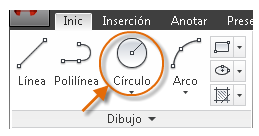 Inic Inserción Anotar Prese
Línea Polilínea Círculo Arco
Dibujo